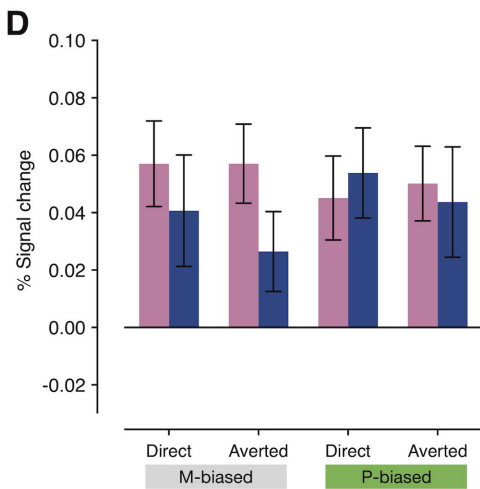 D
% Signal change
0.10
0.08
0.06
0.04
0.02
0.00
-0.02
Direct Averted Direct Averted
M-biased P-biased